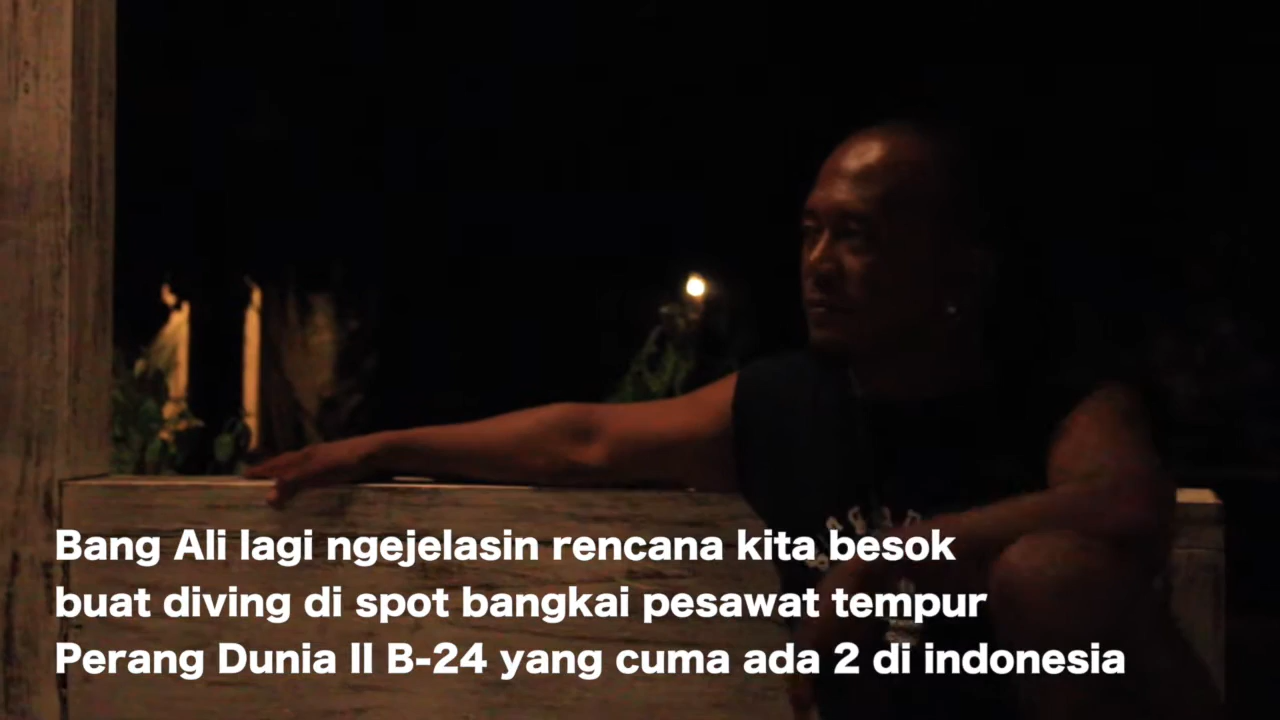 Bang Ali lagi ngejelasin rencana kita besok
buat diving di spot bangkai pesawat tempur
Perang Dunia II B-24 yang cuma ada 2 di indonesia